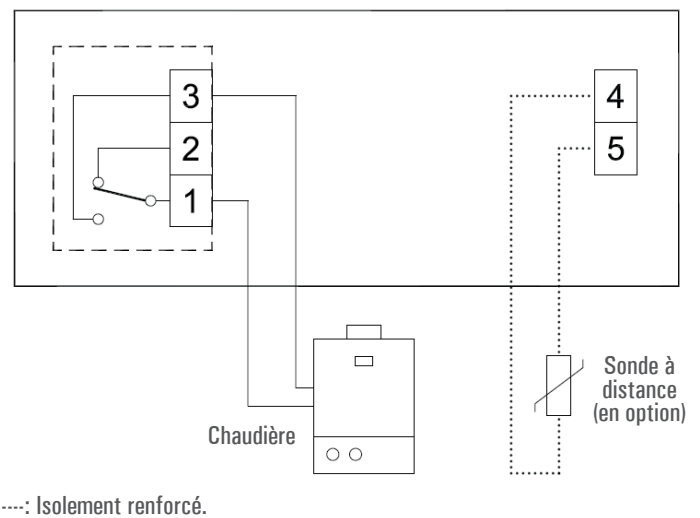 3
2
1
4
5
Chaudière
Sonde à
distance
(en option)
----: Isolement renforcé.